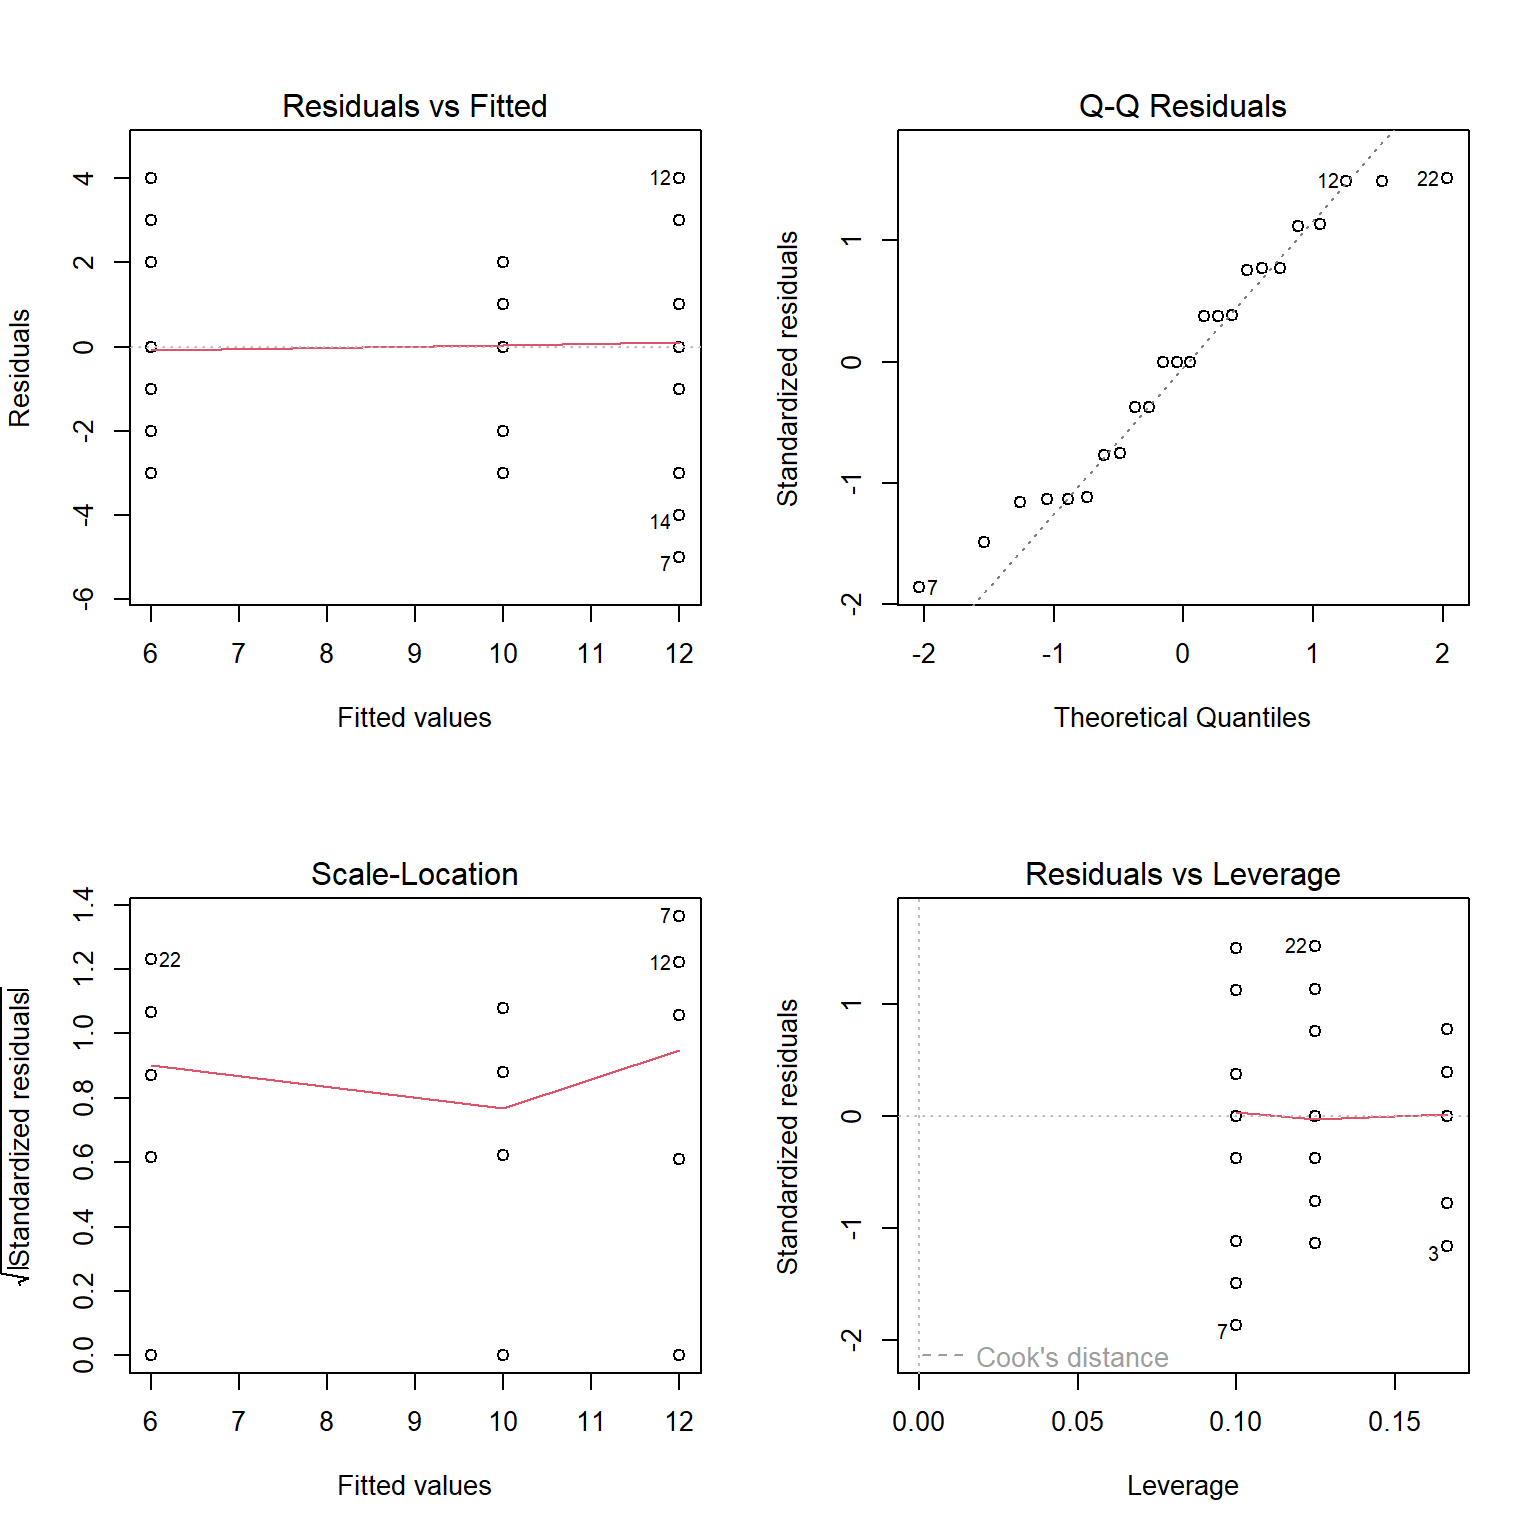 Residuals vs Fitted
Residuals
4
2
0
-2
-4
-6
12
14
7
6 7 8 9 10 11 12
Fitted values
Q-Q Residuals
Standardized residuals
1
0
-1
-2
12
22
7
-2 -1 0 1 2
Theoretical Quantiles
Scale-Location
√|Standardized residuals|
1.4
1.2
1.0
0.8
0.6
0.4
0.2
0.0
7
22
12
6 7 8 9 10 11 12
Fitted values
Residuals vs Leverage
Standardized residuals
1
0
-1
-2
22
3
7
Cook's distance
0.00 0.05 0.10 0.15
Leverage